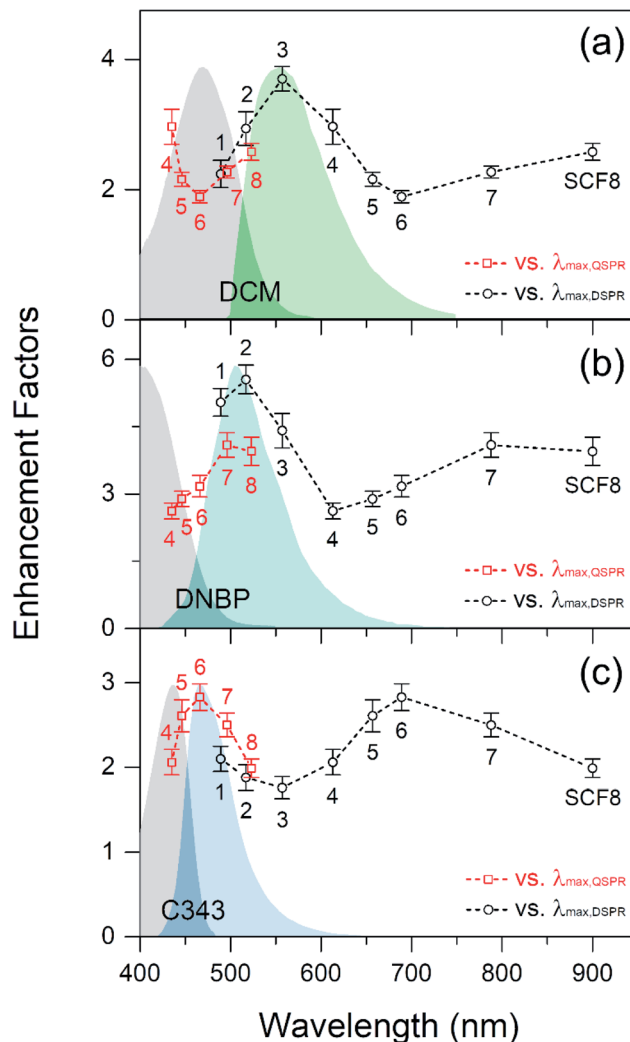 Enhancement Factors
(a)
4
2
0
3
2
4
1
4
5
6
7
8
5
6
7
SCF8
DCM
vs. λmax,QSPR
vs. λmax,DSPR
(b)
6
3
0
1
2
3
4
5
6
7
8
4
5
6
7
SCF8
DNBP
vs. λmax,QSPR
vs. λmax,DSPR
(c)
3
2
1
0
4
5
6
7
8
1
2
3
4
5
6
7
SCF8
C343
vs. λmax,QSPR
vs. λmax,DSPR
400 500 600 700 800 900
Wavelength (nm)